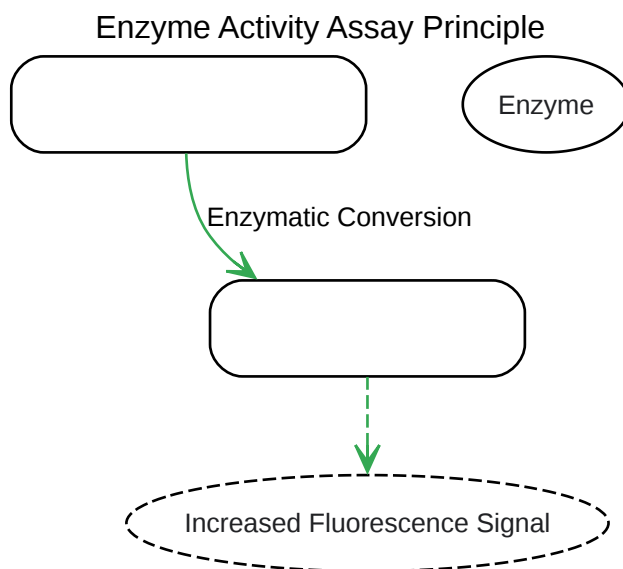 Enzyme Activity Assay Principle
Enzyme
Enzymatic Conversion
Increased Fluorescence Signal